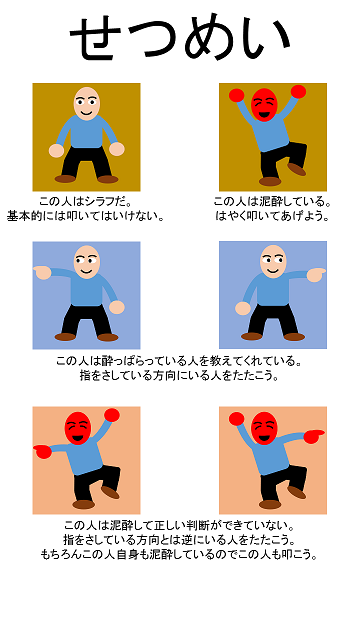 せつめい
この人はシラフだ。
基本的には叩いてはいけない。
この人は泥酔している。
はやく叩いてあげよう。
この人は酔っぱらっている人を教えてくれている。
指をさしている方向にいる人をたたこう。
この人は泥酔して正しい判断ができていない。
指をさしている方向とは逆にいる人をたたこう。
もちろんこの人自身も泥酔しているのでこの人も叩こう。